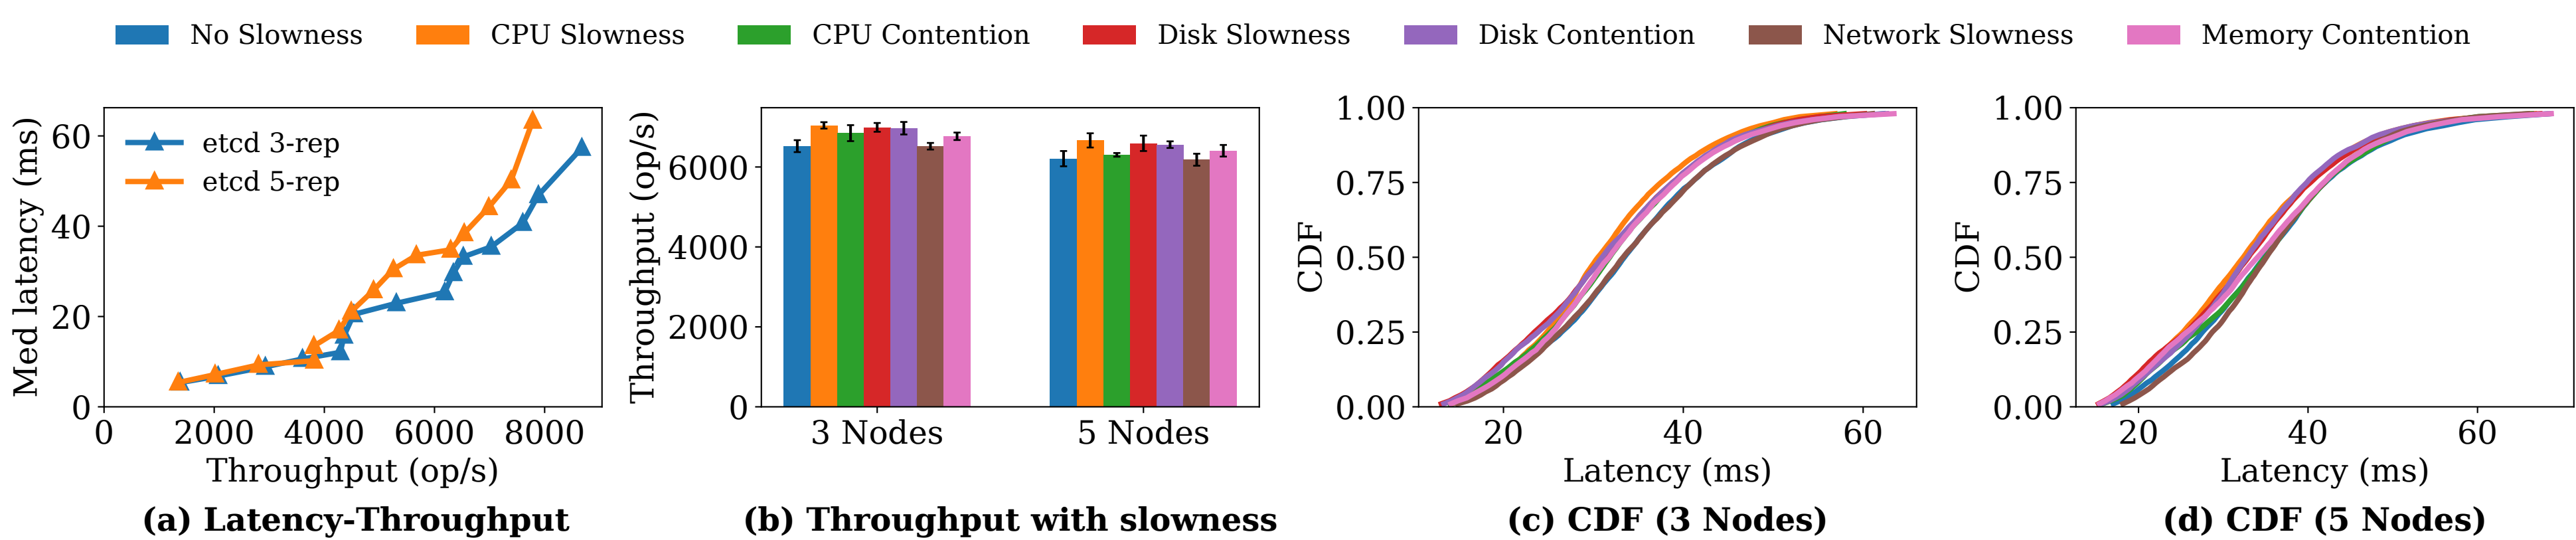 No Slowness CPU Slowness CPU Contention Disk Slowness Disk Contention Network Slowness Memory Contention
Med latency (ms)
60
40
20
0
etcd 3-rep
etcd 5-rep
0 2000 4000 6000 8000
Throughput (op/s)
(a) Latency-Throughput
Throughput (op/s)
6000
4000
2000
0
3 Nodes 5 Nodes
(b) Throughput with slowness
CDF
1.00
0.75
0.50
0.25
0.00
20 40 60
Latency (ms)
(c) CDF (3 Nodes)
CDF
1.00
0.75
0.50
0.25
0.00
20 40 60
Latency (ms)
(d) CDF (5 Nodes)